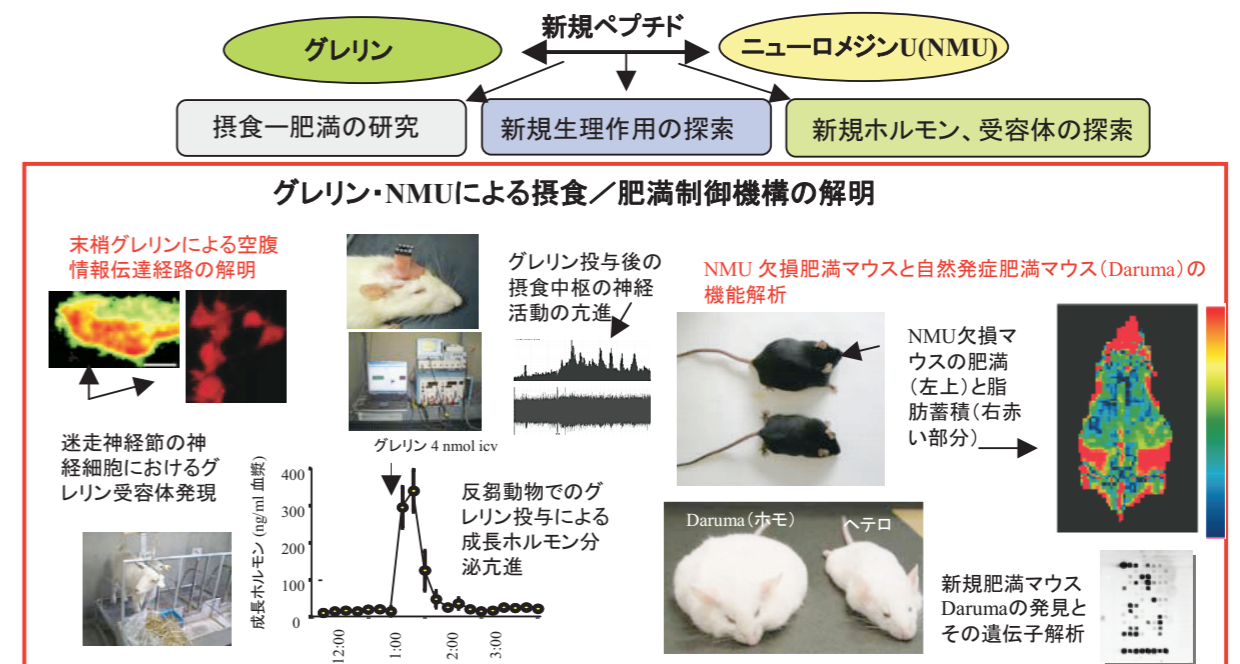 新規ペプチド
グレリン
ニューロメジンU(NMU)
摂食ー肥満の研究
新規生理作用の探索
新規ホルモン、受容体の探索
グレリン・NMUによる摂食／肥満制御機構の解明
末梢グレリンによる空腹
情報伝達経路の解明
迷走神経節の神
経細胞におけるグ
レリン受容体発現
グレリン投与後の
摂食中枢の神経
活動の亢進
グレリン 4 nmol icv
成長ホルモン (ng/ml 血漿)
400
300
200
100
0
12:00
1:00
2:00
3:00
反芻動物でのグ
レリン投与による
成長ホルモン分
泌亢進
NMU 欠損肥満マウスと自然発症肥満マウス（Daruma）の
機能解析
NMU欠損マ
ウスの肥満
（左上）と脂
肪蓄積（右赤
い部分）
Daruma（ホモ）
ヘテロ
新規肥満マウス
Darumaの発見と
その遺伝子解析